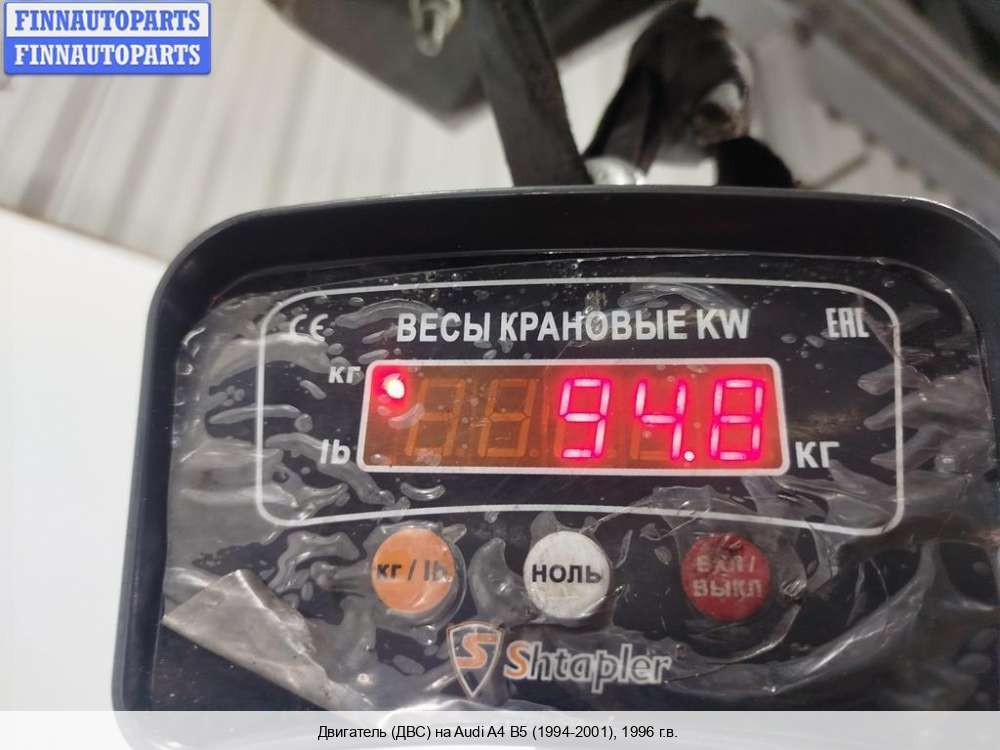 FINNAUTOPARTS
FINNAUTOPARTS
CE ВЕСЫ КРАНОВЫЕ KW EAC
кг
94.8
lb КГ
кг / lb НОЛЬ ВКЛ /
ВЫКЛ
S Shtapler
Двигатель (ДВС) на Audi A4 B5 (1994-2001), 1996 г.в.